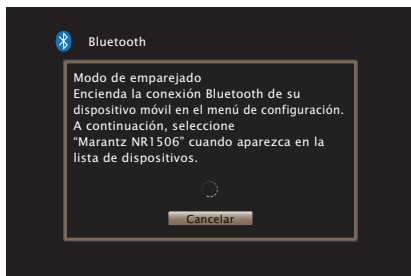 Bluetooth
Modo de emparejado
Encienda la conexión Bluetooth de su
dispositivo móvil en el menú de configuración.
A continuación, seleccione
“Marantz NR1506” cuando aparezca en la
lista de dispositivos.
Cancelar